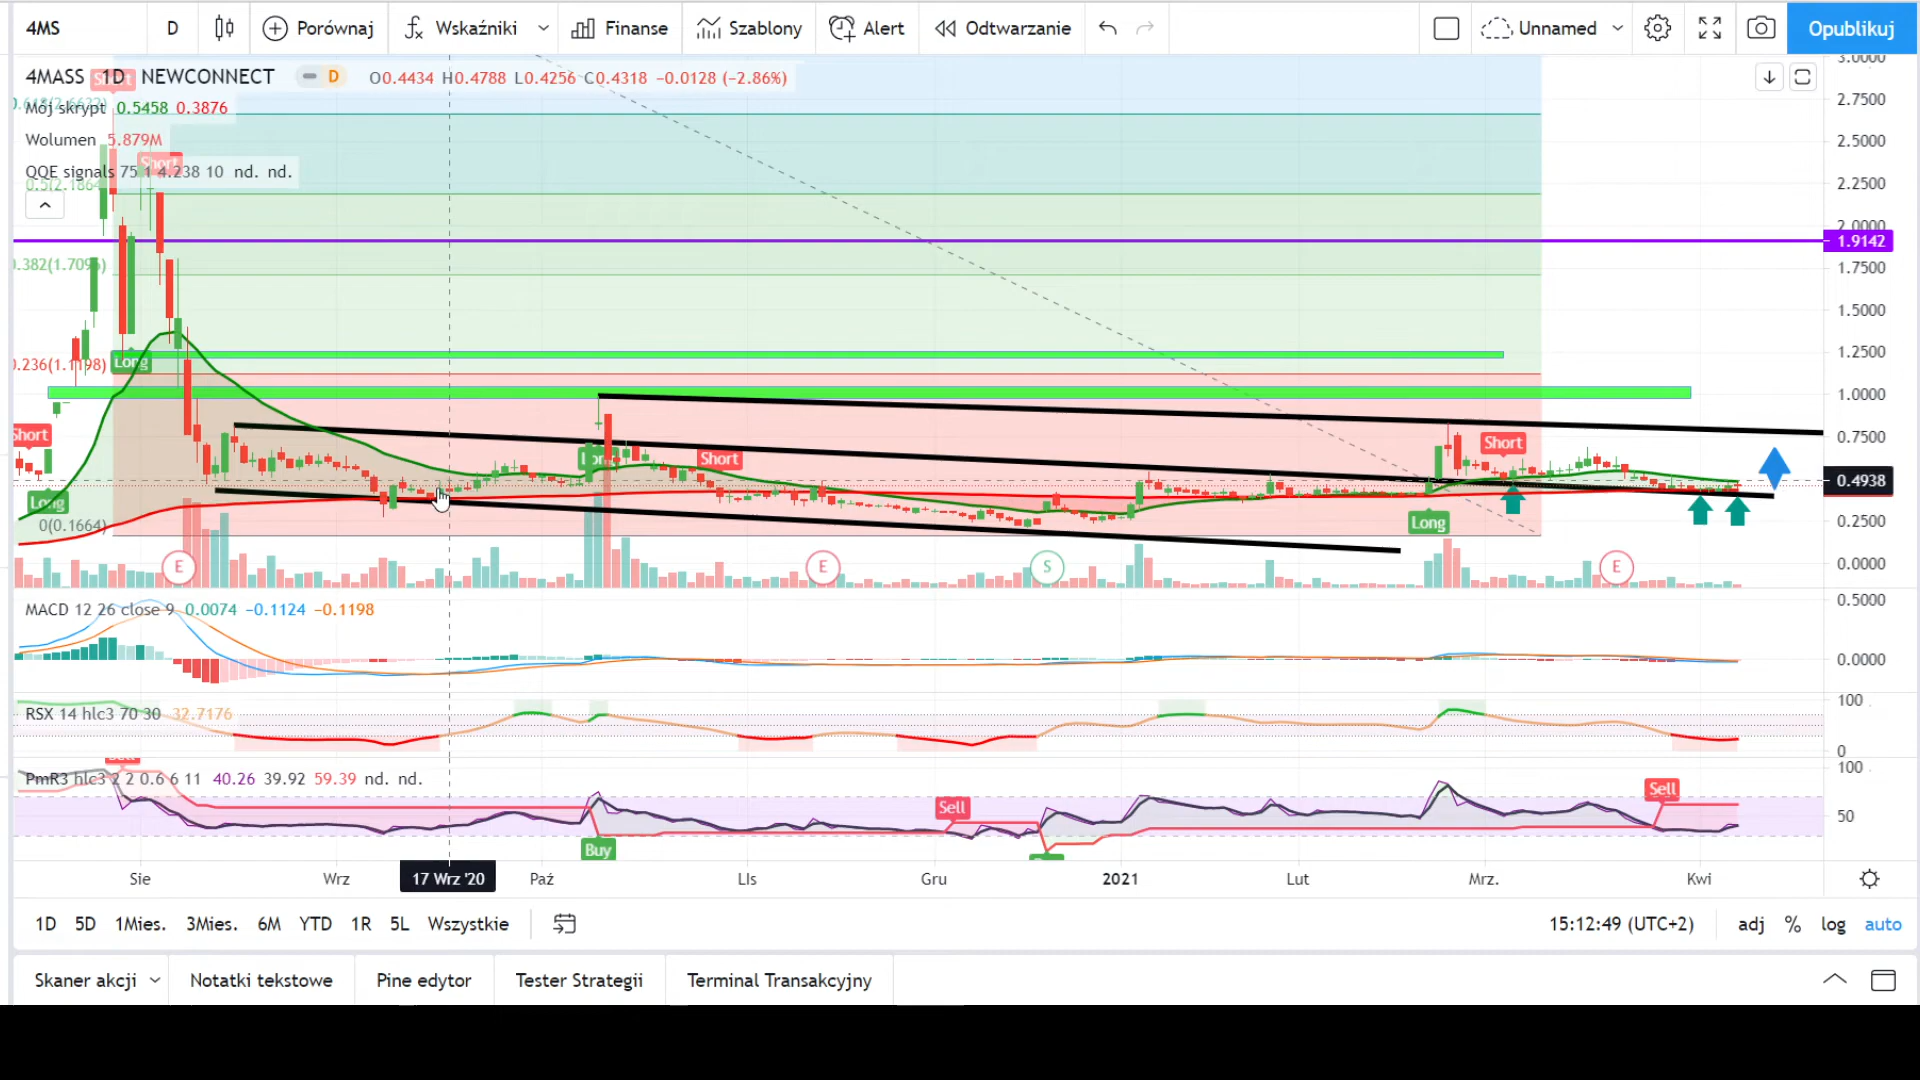 4MS D Porównaj Wskaźniki Finanse Szablony Alert Odtwarzanie Unnamed Opublikuj
4MASS 1D NEWCONNECT D O0.4434 H0.4788 L0.4256 C0.4318 −0.0128 (−2.86%)
Short
Mój skrypt 0.5458 0.3876
Wolumen 5.879M
Short
QQE signals 75 1 4.238 10 nd. nd.
3.0000
2.7500
2.5000
2.2500
2.0000
1.9142
1.7500
1.5000
1.2500
1.0000
0.7500
0.4938
0.2500
0.0000
0.236(1.1198)
Long
Short
Long
0(0.1664)
Short
Short
Long
E
E
S
E
MACD 12 26 close 9 0.0074 −0.1124 −0.1198
0.5000
0.0000
RSX 14 hlc3 70 30 32.7176
100
0
PmR3 hlc3 2 2 0.6 6 11 40.26 39.92 59.39 nd. nd.
100
50
Sell
Sell
Buy
Sie Wrz 17 Wrz '20 Paź LIs Gru 2021 Lut Mrz. Kwi
1D 5D 1Mies. 3Mies. 6M YTD 1R 5L Wszystkie 15:12:49 (UTC+2) adj % log auto
Skaner akcji Notatki tekstowe Pine edytor Tester Strategii Terminal Transakcyjny